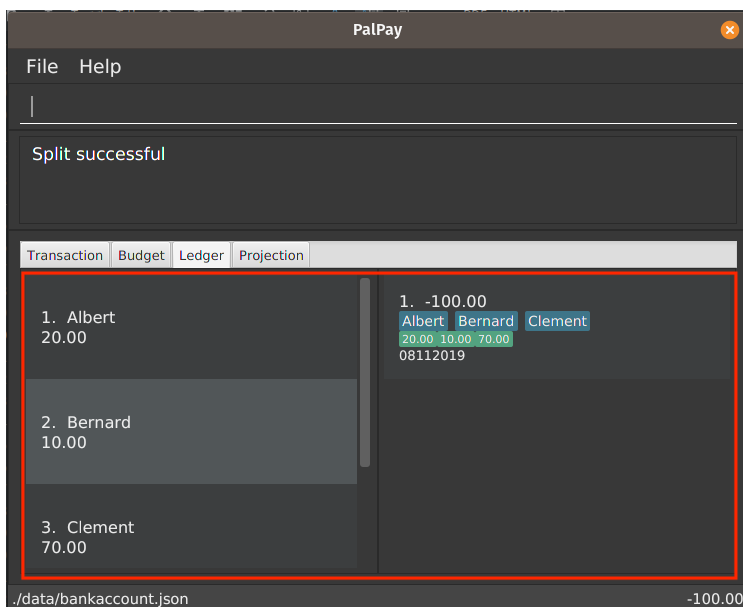 PalPay
File Help
Split successful
Transaction Budget Ledger Projection
1. Albert
20.00
2. Bernard
10.00
3. Clement
70.00
1. -100.00
Albert Bernard Clement
20.00 10.00 70.00
08112019
./data/bankaccount.json -100.00